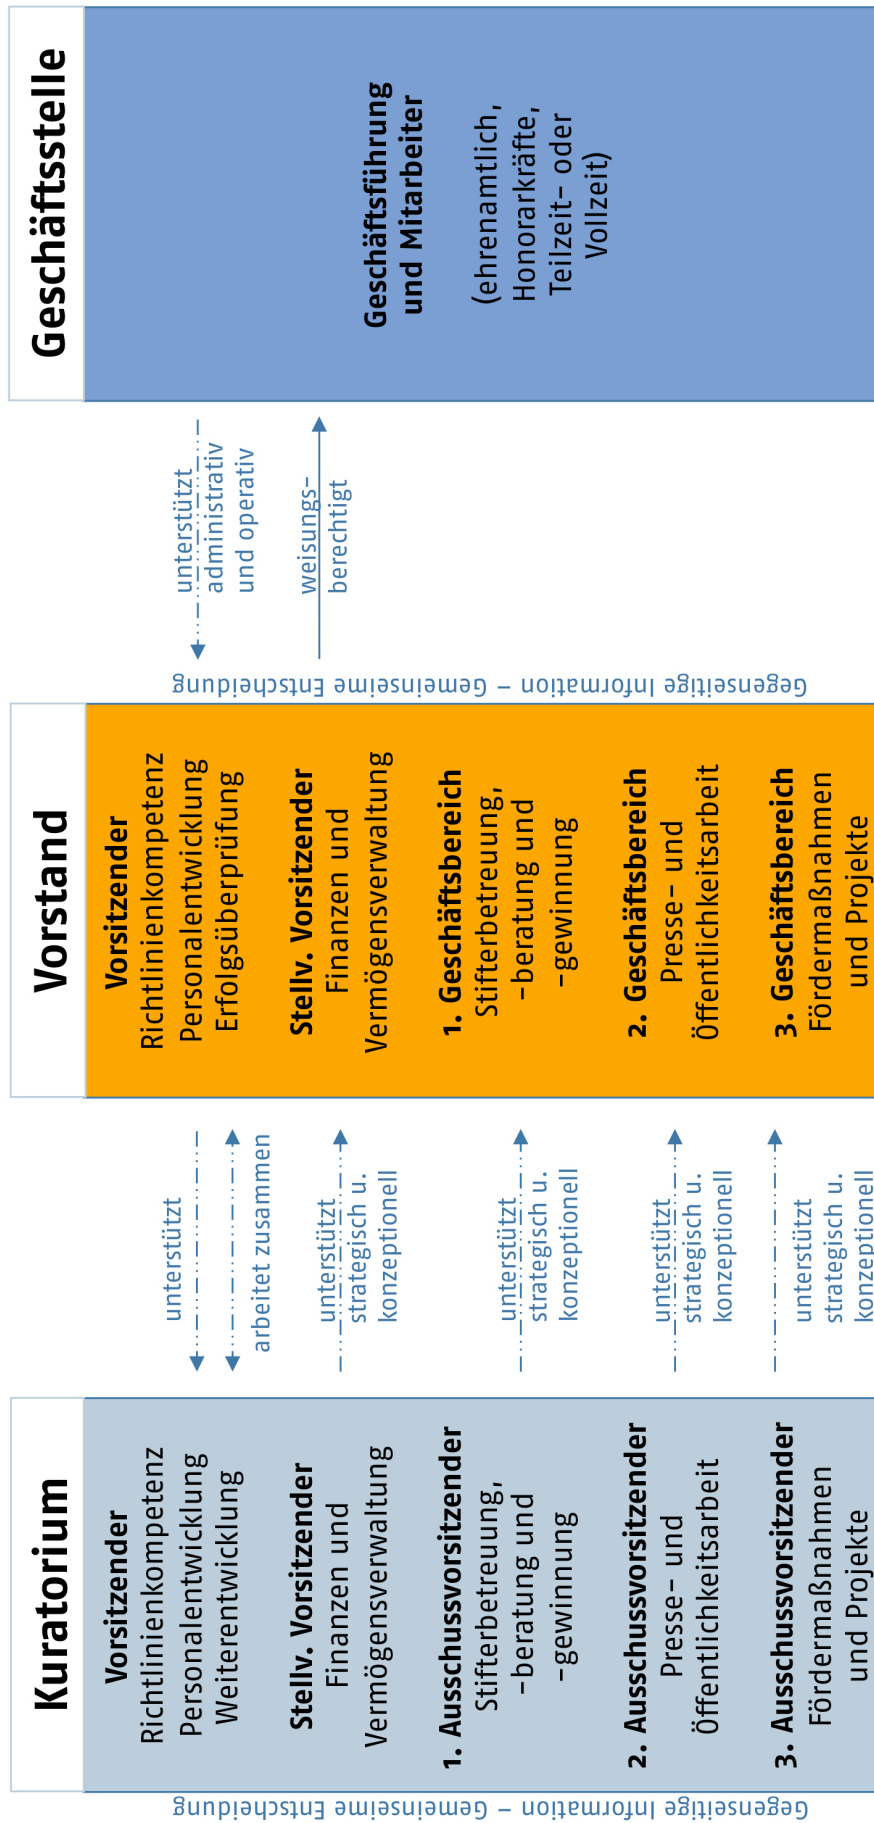 Kuratorium
Vorsitzender
Richtlinienkompetenz
Personalentwicklung
Weiterentwicklung
Stellv. Vorsitzender
Finanzen und
Vermögensverwaltung
1. Ausschussvorsitzender
Stifterbetreuung,
-beratung und
-gewinnung
2. Ausschussvorsitzender
Presse- und
Öffentlichkeitsarbeit
3. Ausschussvorsitzender
Fördermaßnahmen
und Projekte
Gegenseitige Information – Gemeinseime Entscheidung
unterstützt
arbeitet zusammen
unterstützt
strategisch u.
konzeptionell
unterstützt
strategisch u.
konzeptionell
unterstützt
strategisch u.
konzeptionell
unterstützt
strategisch u.
konzeptionell
Vorstand
Vorsitzender
Richtlinienkompetenz
Personalentwicklung
Erfolgsüberprüfung
Stellv. Vorsitzender
Finanzen und
Vermögensverwaltung
1. Geschäftsbereich
Stifterbetreuung,
-beratung und
-gewinnung
2. Geschäftsbereich
Presse- und
Öffentlichkeitsarbeit
3. Geschäftsbereich
Fördermaßnahmen
und Projekte
Gegenseitige Information – Gemeinseime Entscheidung
unterstützt
administrativ
und operativ
weisungs-
berechtigt
Geschäftsstelle
Geschäftsführung
und Mitarbeiter
(ehrenamtlich,
Honorarkräfte,
Teilzeit- oder
Vollzeit)